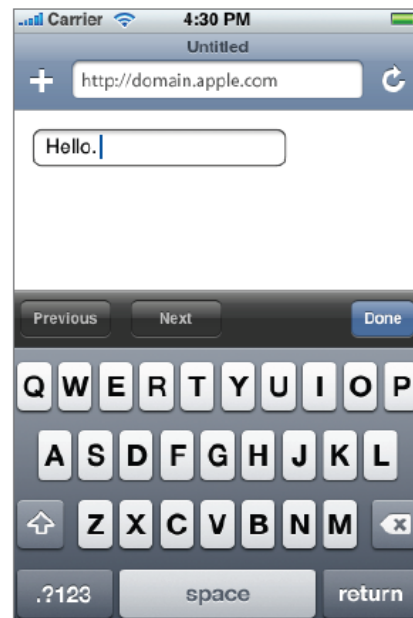 Carrier 4:30 PM
Untitled
http://domain.apple.com
Hello.
Previous Next Done
Q W E R T Y U I O P
A S D F G H J K L
Z X C V B N M
.?123 space return